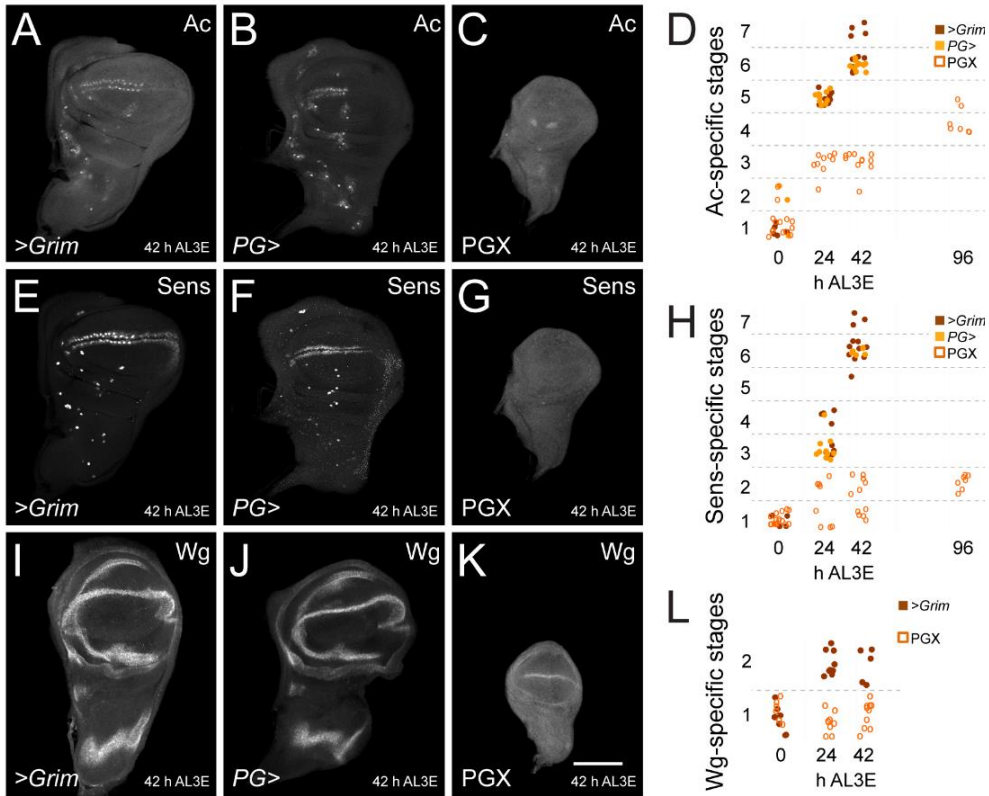 A
Ac
>Grim
42 h AL3E
B
Ac
PG>
42 h AL3E
C
Ac
PGX
42 h AL3E
D
Ac-specific stages
7
6
5
4
3
2
1
0
24
42
96
h AL3E
>Grim
PG>
PGX
E
Sens
>Grim
42 h AL3E
F
Sens
PG>
42 h AL3E
G
Sens
PGX
42 h AL3E
H
Sens-specific stages
7
6
5
4
3
2
1
0
24
42
96
h AL3E
>Grim
PG>
PGX
I
Wg
>Grim
42 h AL3E
J
Wg
PG>
42 h AL3E
K
Wg
PGX
42 h AL3E
L
Wg-specific stages
2
1
0
24
42
h AL3E
>Grim
PGX